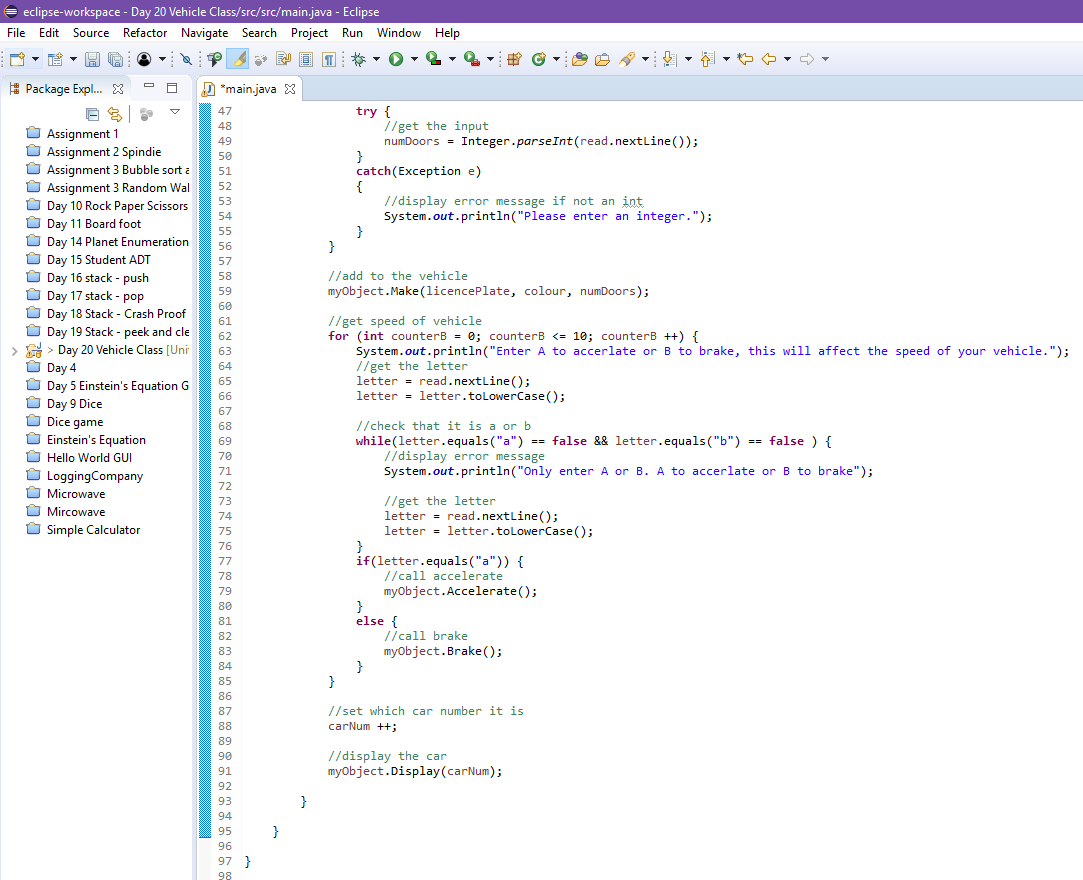 eclipse-workspace - Day 20 Vehicle Class/src/src/main.java - Eclipse
File Edit Source Refactor Navigate Search Project Run Window Help
Package Expl...
*main.java
Assignment 1
Assignment 2 Spindie
Assignment 3 Bubble sort a
Assignment 3 Random Wal
Day 10 Rock Paper Scissors
Day 11 Board foot
Day 14 Planet Enumeration
Day 15 Student ADT
Day 16 stack - push
Day 17 stack - pop
Day 18 Stack - Crash Proof
Day 19 Stack - peek and cle
> Day 20 Vehicle Class [Uni
Day 4
Day 5 Einstein's Equation G
Day 9 Dice
Dice game
Einstein's Equation
Hello World GUI
LoggingCompany
Microwave
Mircowave
Simple Calculator
47 try {
48 //get the input
49 numDoors = Integer.parseInt(read.nextLine());
50 }
51 catch(Exception e)
52 {
53 //display error message if not an int
54 System.out.println("Please enter an integer.");
55 }
56 }
57
58 //add to the vehicle
59 myObject.Make(licencePlate, colour, numDoors);
60
61 //get speed of vehicle
62 for (int counterB = 0; counterB <= 10; counterB ++) {
63 System.out.println("Enter A to accerlate or B to brake, this will affect the speed of your vehicle.");
64 //get the letter
65 letter = read.nextLine();
66 letter = letter.toLowerCase();
67
68 //check that it is a or b
69 while(letter.equals("a") == false && letter.equals("b") == false ) {
70 //display error message
71 System.out.println("Only enter A or B. A to accerlate or B to brake");
72
73 //get the letter
74 letter = read.nextLine();
75 letter = letter.toLowerCase();
76 }
77 if(letter.equals("a")) {
78 //call accelerate
79 myObject.Accelerate();
80 }
81 else {
82 //call brake
83 myObject.Brake();
84 }
85 }
86
87 //set which car number it is
88 carNum ++;
89
90 //display the car
91 myObject.Display(carNum);
92
93 }
94
95 }
96
97 }
98